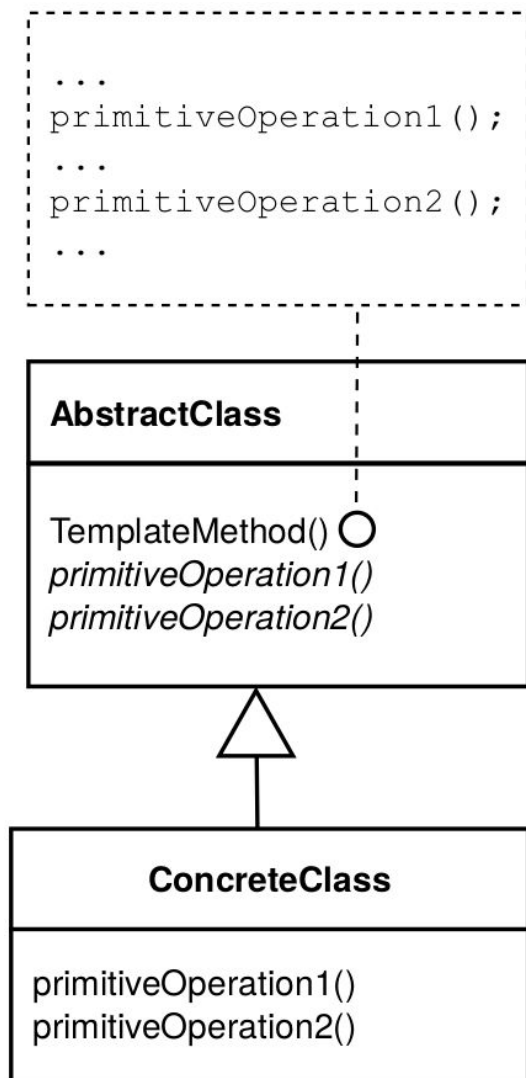 ...
primitiveOperation1();
...
primitiveOperation2();
...
AbstractClass
TemplateMethod()
primitiveOperation1()
primitiveOperation2()
ConcreteClass
primitiveOperation1()
primitiveOperation2()